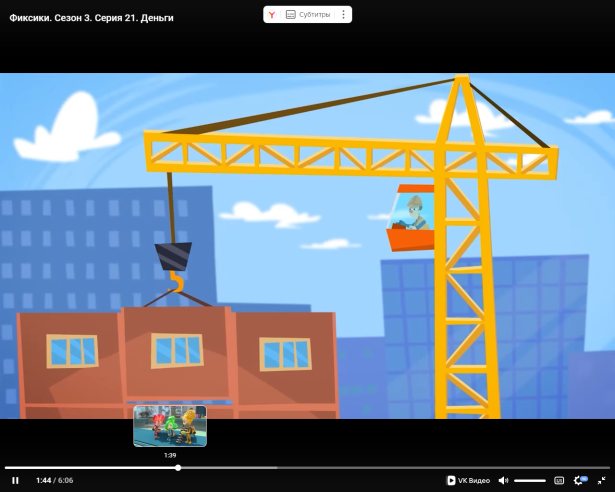 Фиксики. Сезон 3. Серия 21. Деньги
Y Субтитры
1:39
1:44 / 6:06
VK Видео